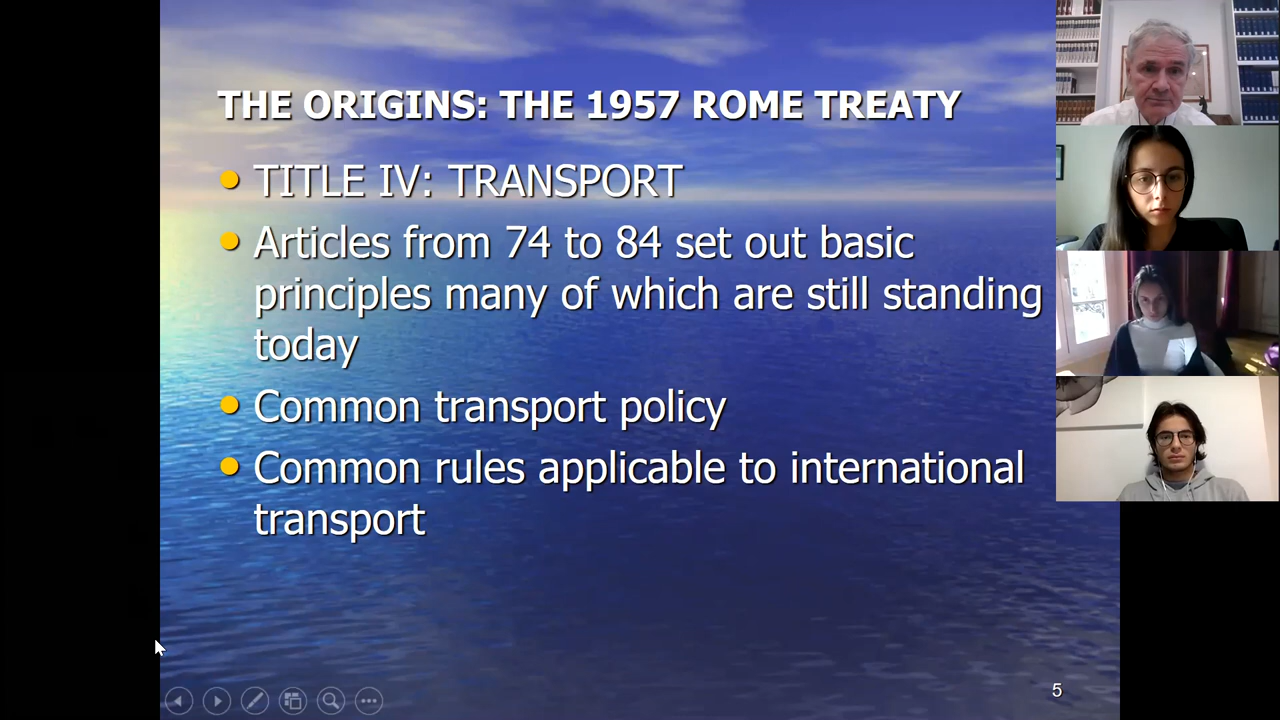 THE ORIGINS: THE 1957 ROME TREATY
TITLE IV: TRANSPORT
Articles from 74 to 84 set out basic
principles many of which are still standing
today
Common transport policy
Common rules applicable to international
transport
5